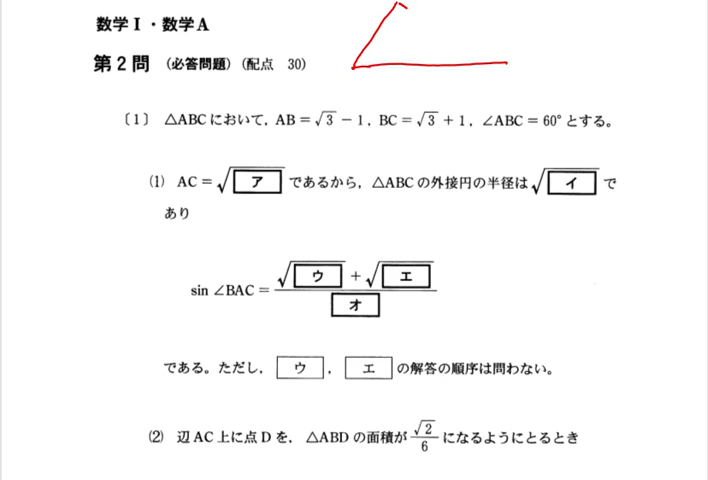 数学Ⅰ・数学A
第2問 (必答問題) (配点 30)
〔1〕 △ABCにおいて, AB = √3 − 1, BC = √3 + 1, ∠ABC = 60° とする。
(1) AC = √ア であるから, △ABCの外接円の半径は √イ で
あり
sin ∠BAC = (√ウ + √エ) / オ
である。ただし, ウ , エ の解答の順序は問わない。
(2) 辺AC上に点Dを, △ABDの面積が √2/6 になるようにとるとき